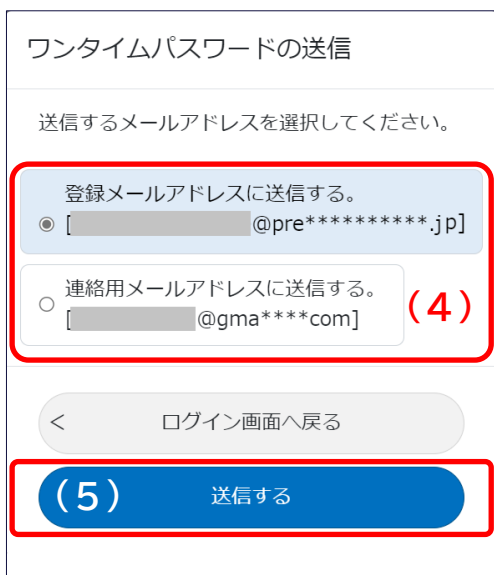 ワンタイムパスワードの送信
送信するメールアドレスを選択してください。
登録メールアドレスに送信する。
[ @pre**********.jp]
連絡用メールアドレスに送信する。
[ @gma****com]
(4)
< ログイン画面へ戻る
(5) 送信する